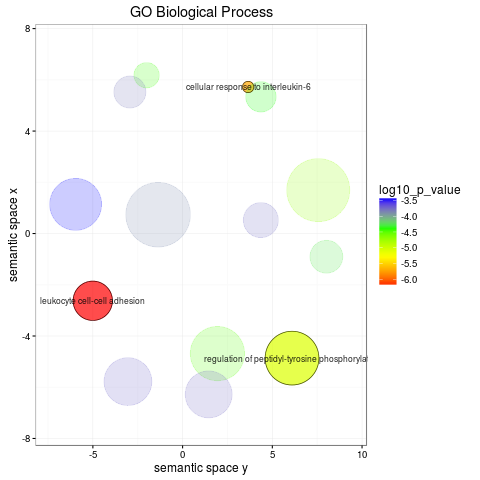 GO Biological Process
8
cellular response to interleukin-6
4
log10_p_value
-3.5
-4.0
-4.5
-5.0
-5.5
-6.0
semantic space x
0
leukocyte cell-cell adhesion
-4
regulation of peptidyl-tyrosine phosphorylat
-8
-5
0
5
10
semantic space y